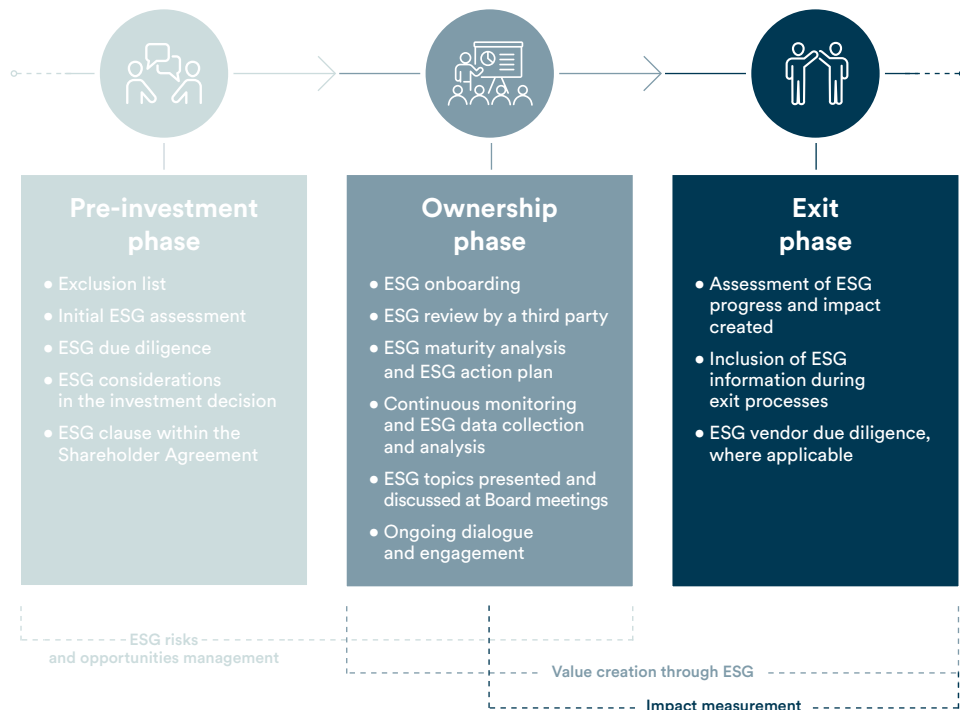 Pre-investment
phase
• Exclusion list
• Initial ESG assessment
• ESG due diligence
• ESG considerations
in the investment decision
• ESG clause within the
Shareholder Agreement
Ownership
phase
• ESG onboarding
• ESG review by a third party
• ESG maturity analysis
and ESG action plan
• Continuous monitoring
and ESG data collection
and analysis
• ESG topics presented and
discussed at Board meetings
• Ongoing dialogue
and engagement
Exit
phase
• Assessment of ESG
progress and impact
created
• Inclusion of ESG
information during
exit processes
• ESG vendor due diligence,
where applicable
ESG risks
and opportunities management
Value creation through ESG
Impact measurement